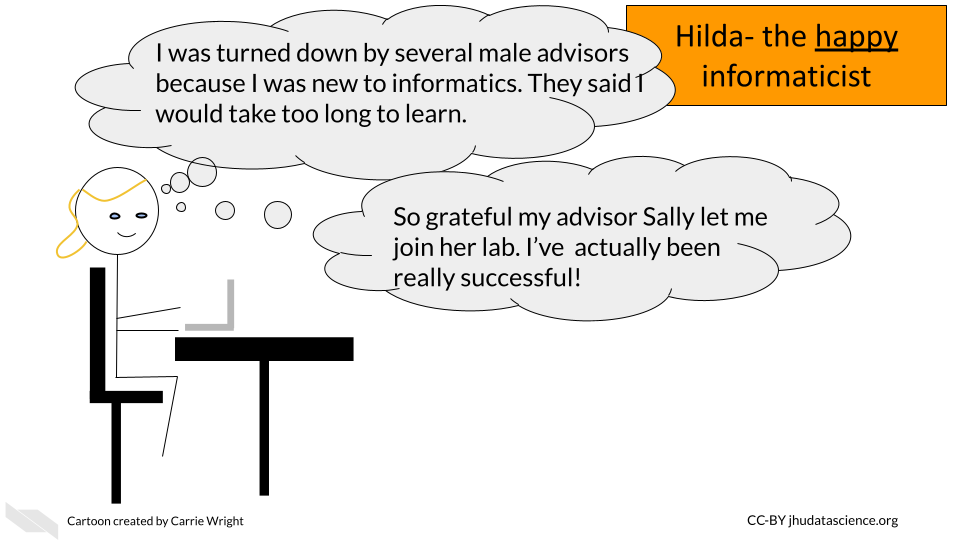 I was turned down by several male advisors
because I was new to informatics. They said I
would take too long to learn.
Hilda- the happy
informaticist
So grateful my advisor Sally let me
join her lab. I’ve  actually been
really successful!
Cartoon created by Carrie Wright
CC-BY jhudatascience.org